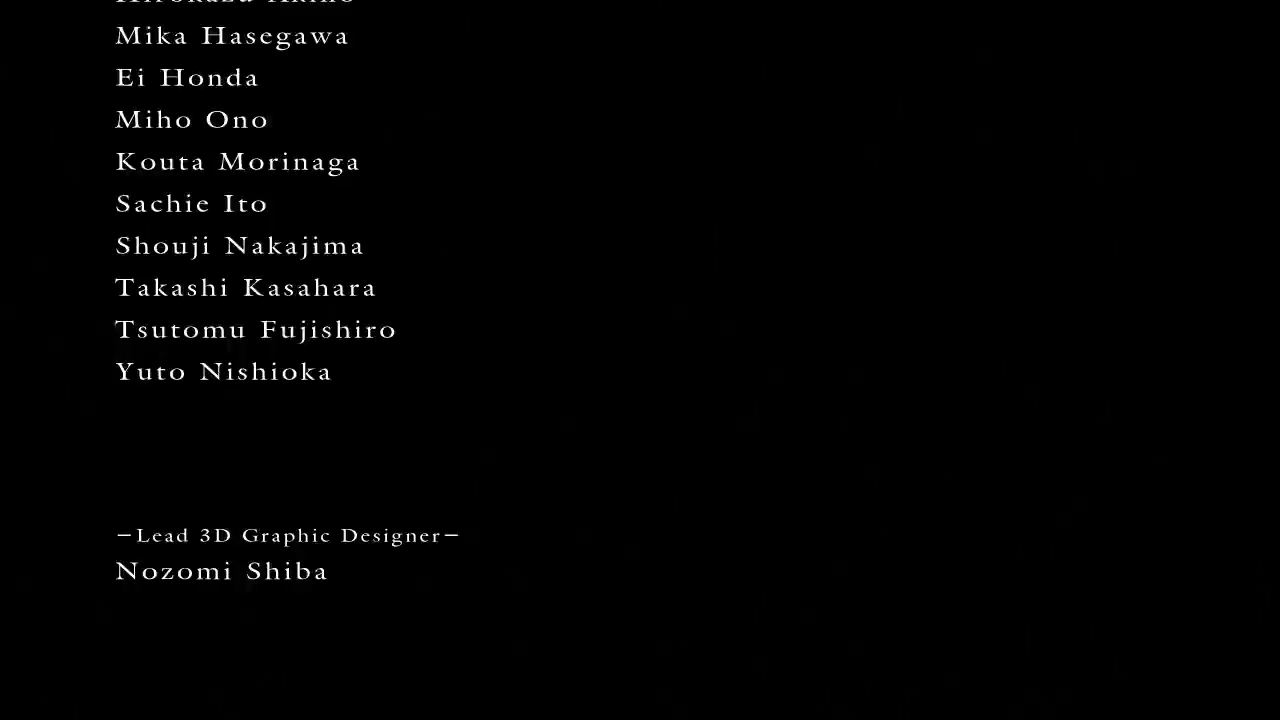 Mika Hasegawa
Ei Honda
Miho Ono
Kouta Morinaga
Sachie Ito
Shouji Nakajima
Takashi Kasahara
Tsutomu Fujishiro
Yuto Nishioka
−Lead 3D Graphic Designer−
Nozomi Shiba